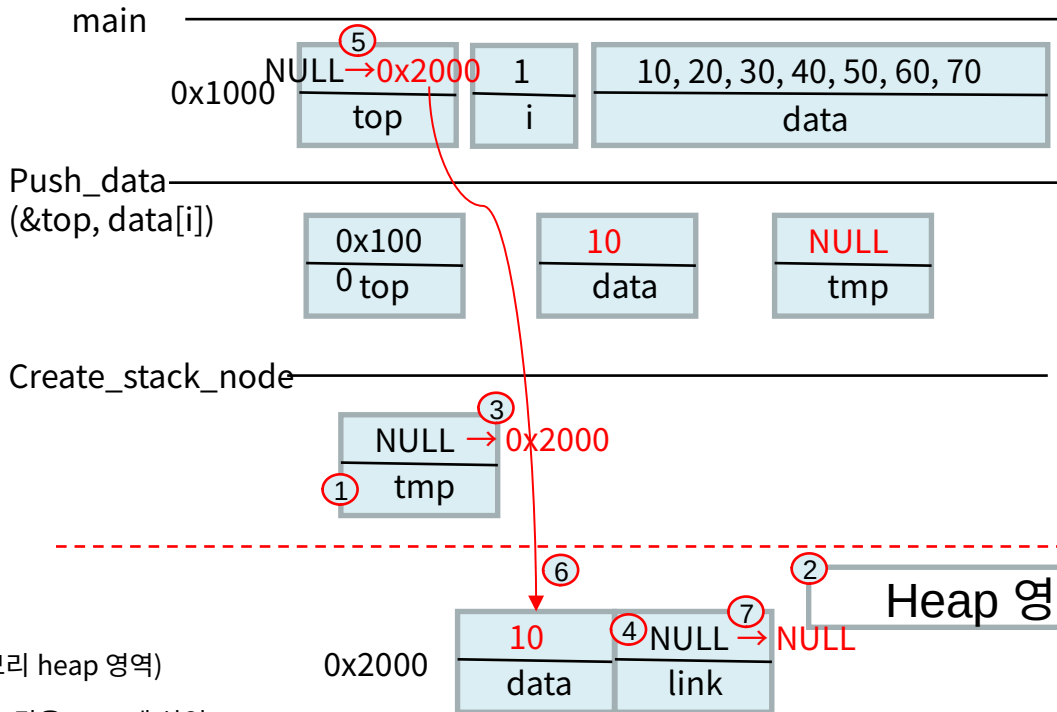 main
⑤
NULL→0x2000
1
10, 20, 30, 40, 50, 60, 70
0x1000
top
i
data
Push_data
(&top, data[i])
0x100
0
10
NULL
top
data
tmp
Create_stack_node
③
NULL → 0x2000
①
tmp
⑥
②
Heap 영
⑦
10
④
NULL → NULL
리 heap 영역)
0x2000
data
link